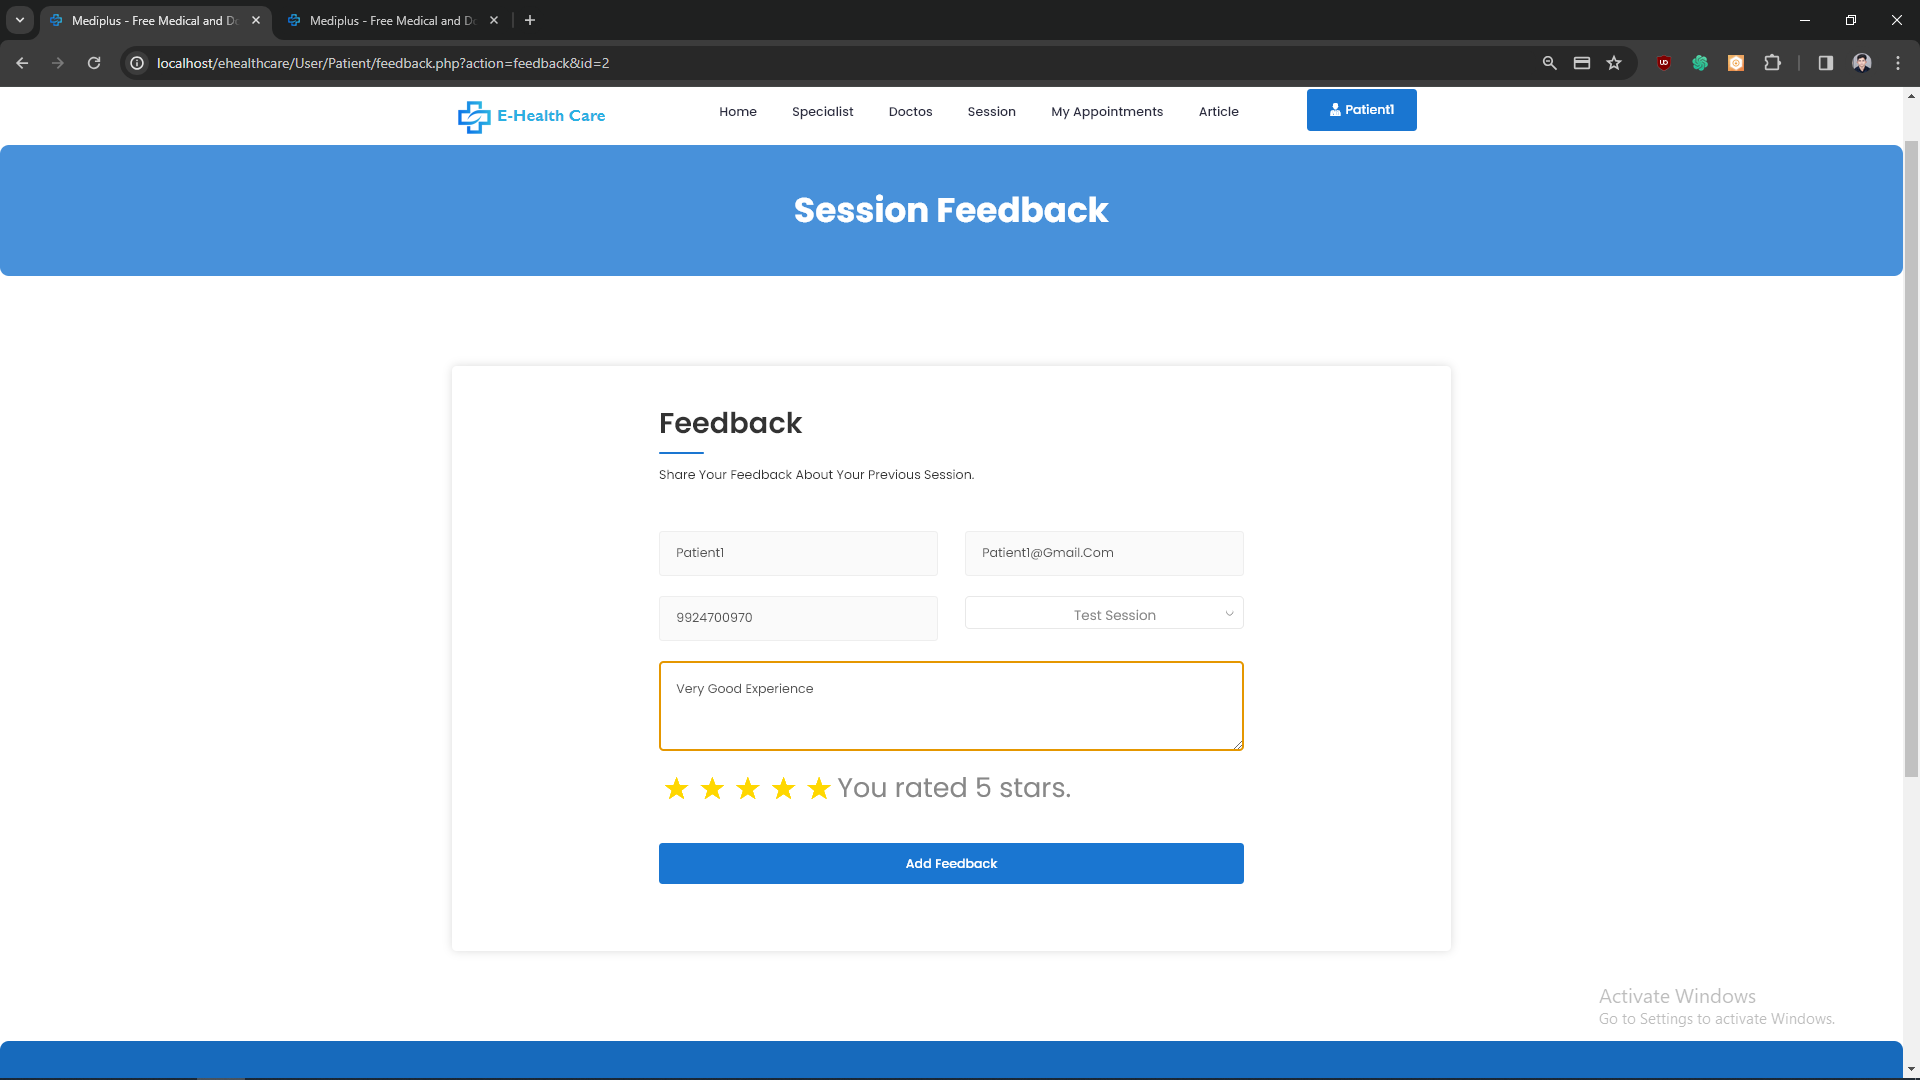 Mediplus - Free Medical and Do
Mediplus - Free Medical and Do
localhost/ehealthcare/User/Patient/feedback.php?action=feedback&id=2
E-Health Care
Home
Specialist
Doctos
Session
My Appointments
Article
Patient1
Session Feedback
Feedback
Share Your Feedback About Your Previous Session.
Patient1
Patient1@Gmail.Com
9924700970
Test Session
Very Good Experience
You rated 5 stars.
Add Feedback
Activate Windows
Go to Settings to activate Windows.